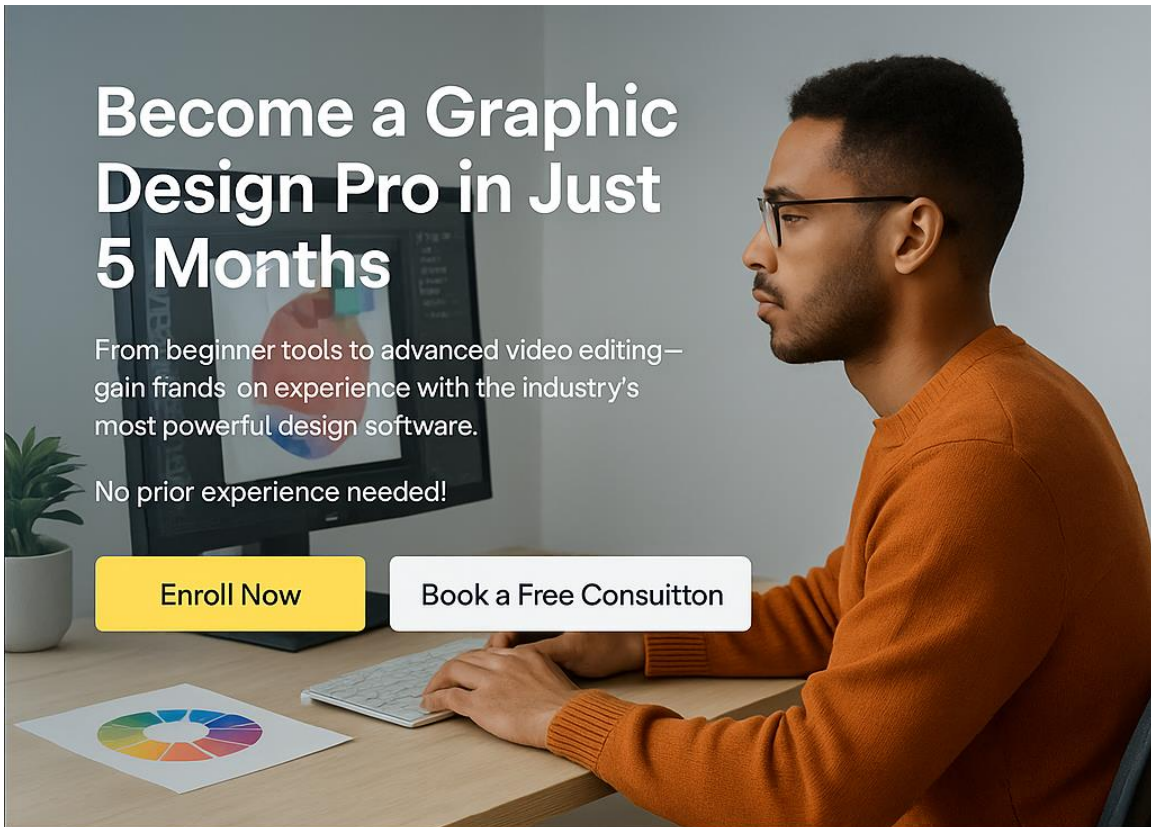 Become a Graphic
Design Pro in Just
5 Months
From beginner tools to advanced video editing—
gain fiands on experience with the industry's
most powerful design software.
No prior experience needed!
Enroll Now
Book a Free Consuitton